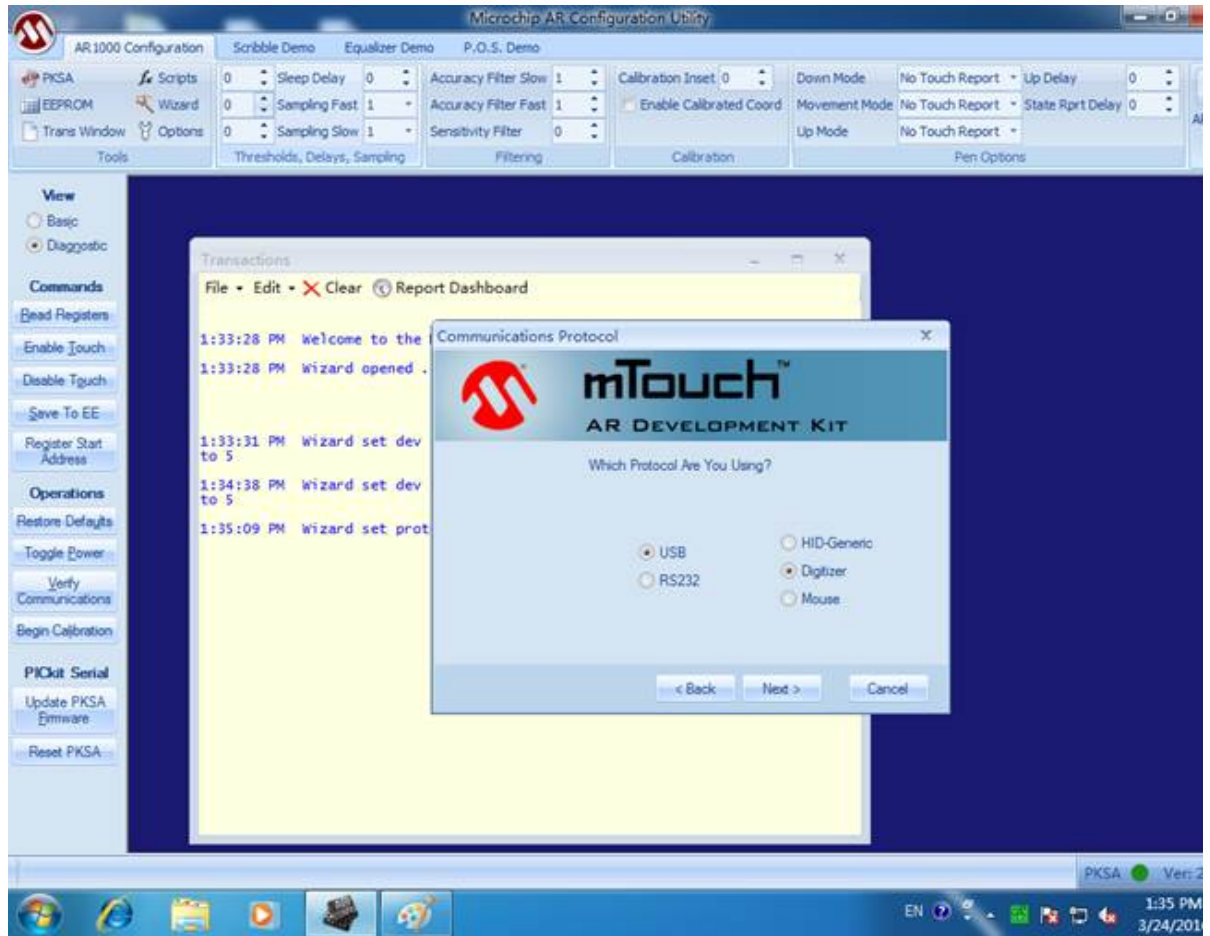 Microchip AR Configuration Utility
AR1000 Configuration Scribble Demo Equalizer Demo P.O.S. Demo
PKSA Scripts 0 Sleep Delay 0 Accuracy Filter Slow 1 Calibration Inset 0 Down Mode No Touch Report Up Delay 0
EEPROM Wizard 0 Sampling Fast 1 Accuracy Filter Fast 1 Enable Calibrated Coord Movement Mode No Touch Report State Rprt Delay 0
Trans Window Options 0 Sampling Slow 1 Sensitivity Filter 0 Up Mode No Touch Report
Tools Thresholds, Delays, Sampling Filtering Calibration Pen Options
View
Basic
Diagnostic
Commands
Read Registers
Enable Touch
Disable Touch
Save To EE
Register Start
Address
Operations
Restore Defaults
Toggle Power
Verify
Communications
Begin Calibration
PICkit Serial
Update PKSA
Firmware
Reset PKSA
Transactions
File Edit Clear Report Dashboard
1:33:28 PM Welcome to the
1:33:28 PM Wizard opened .
1:33:31 PM Wizard set dev
to 5
1:34:38 PM Wizard set dev
to 5
1:35:09 PM Wizard set prot
Communications Protocol
mTouch™
AR DEVELOPMENT KIT
Which Protocol Are You Using?
USB
RS232
HID-Generic
Digitizer
Mouse
< Back Next > Cancel
PKSA Ver: 2
EN
1:35 PM
3/24/201